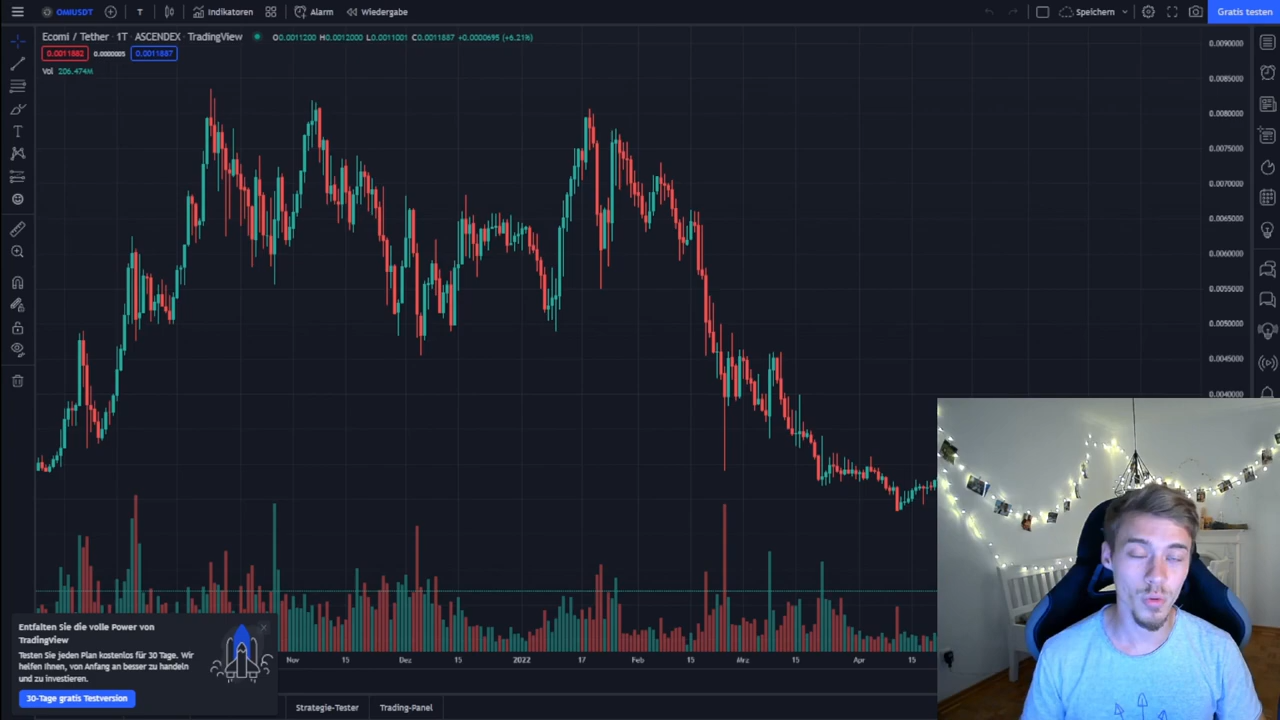 OMIUSDT
Indikatoren
Alarm
Wiedergabe
Speichern
Gratis testen
Ecomi / Tether · 1T · ASCENDEX · TradingView
O0.0011200 H0.0012000 L0.0011001 C0.0011887 +0.0000695 (+6.21%)
0.0011882 0.0000005 0.0011887
Vol 206.474M
0.0090000
0.0085000
0.0080000
0.0075000
0.0070000
0.0065000
0.0060000
0.0055000
0.0050000
0.0045000
0.0040000
Nov 15 Dez 15 2022 17 Feb 15 Mrz 15 Apr 15
Entfalten Sie die volle Power von
TradingView
Testen Sie jeden Plan kostenlos für 30 Tage. Wir
helfen Ihnen, von Anfang an besser zu handeln
und zu investieren.
30-Tage gratis Testversion
Strategie-Tester
Trading-Panel